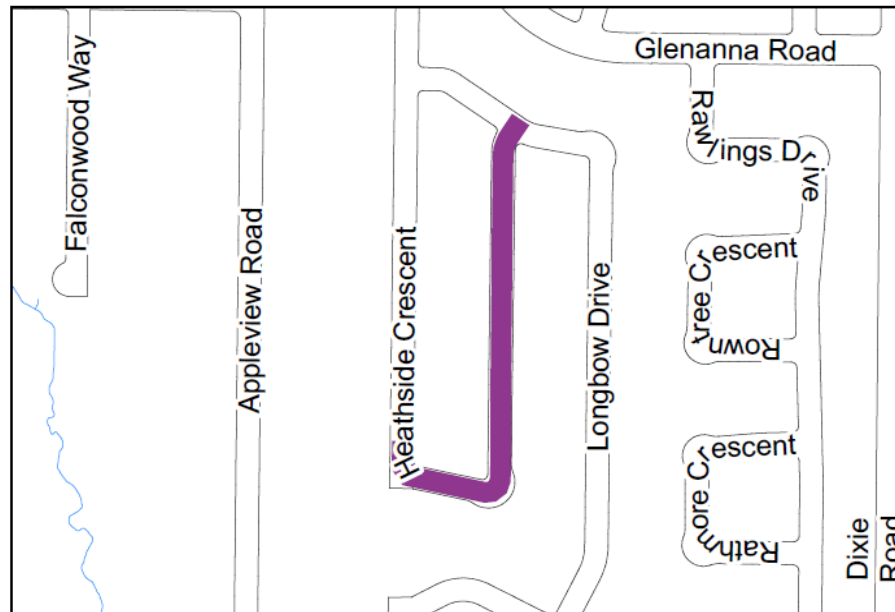 Glenanna Road
Falconwood Way
Rawlings Drive
Appleview Road
Heathside Crescent
Longbow Drive
Rowntree Crescent
Rathmore Crescent
Dixie
Road